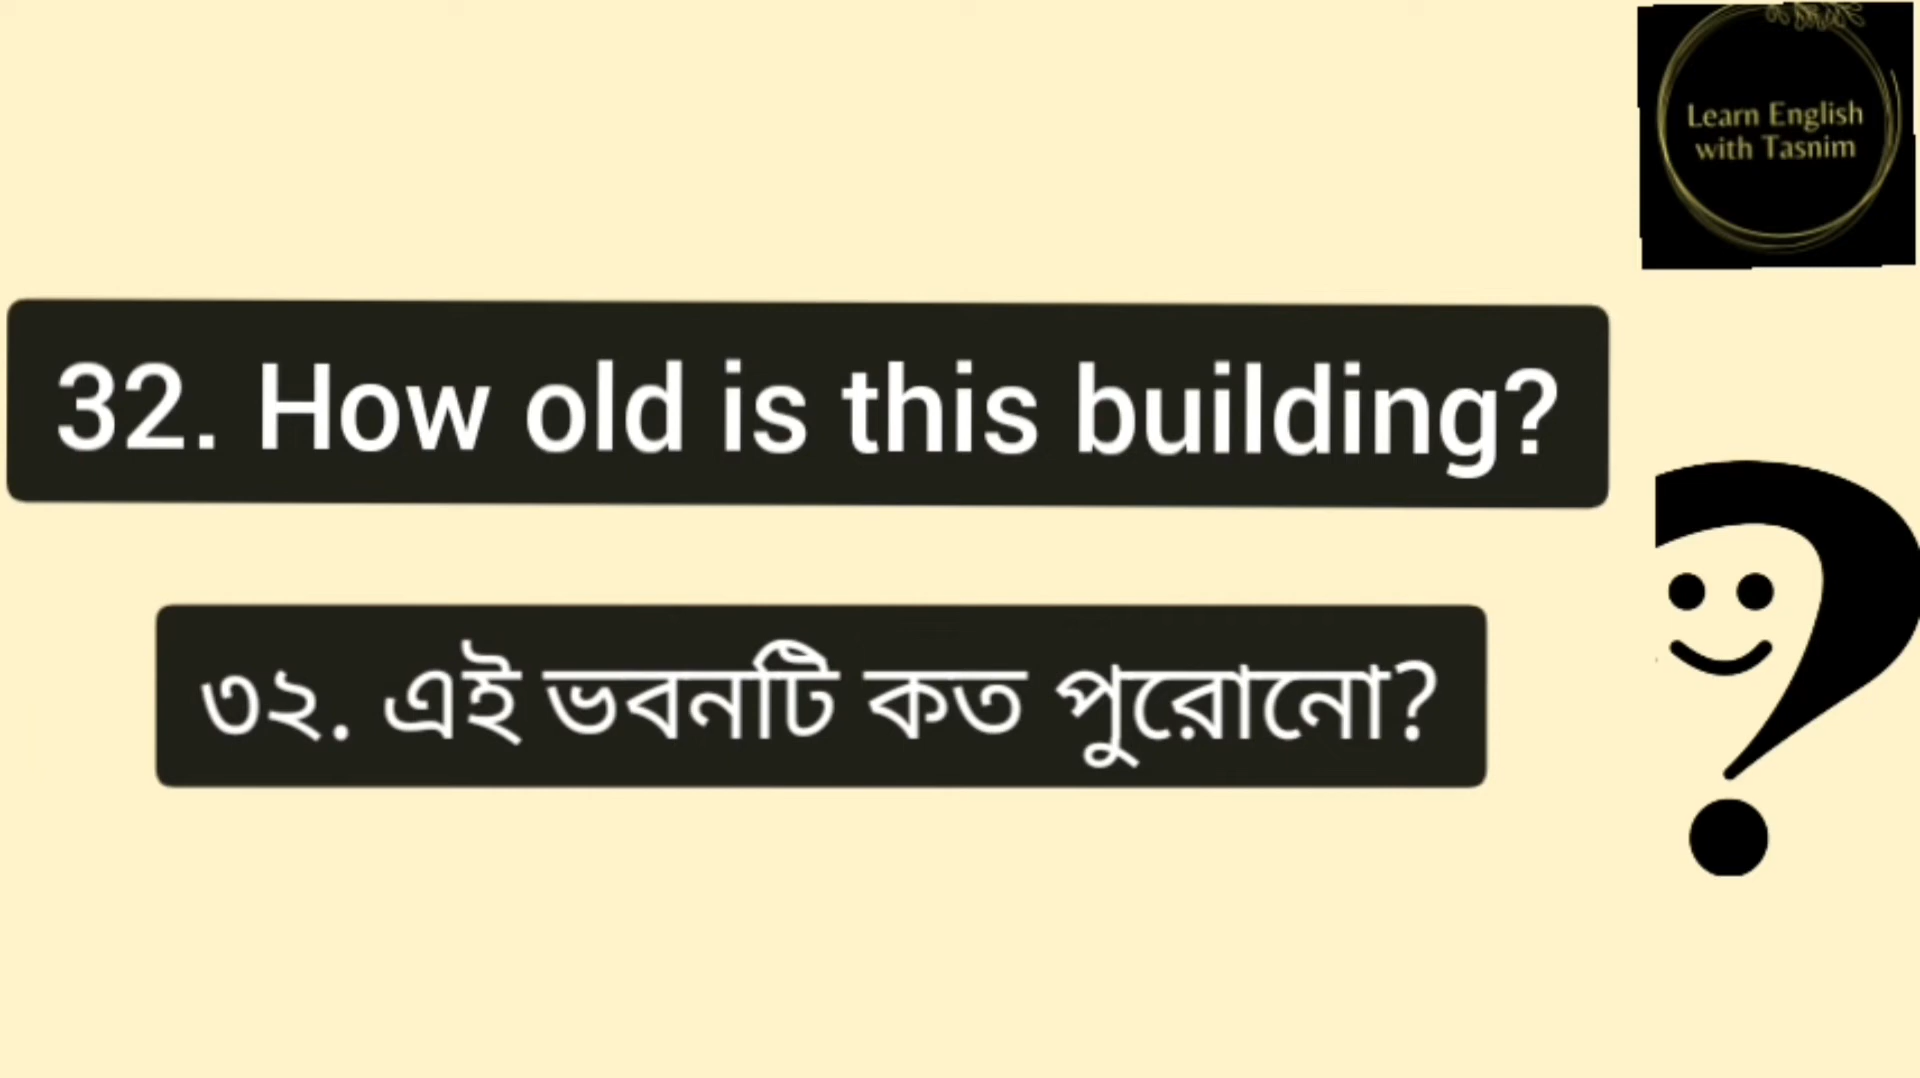 Learn English
with Tasnim
32. How old is this building?
৩২. এই ভবনটি কত পুরোনো?